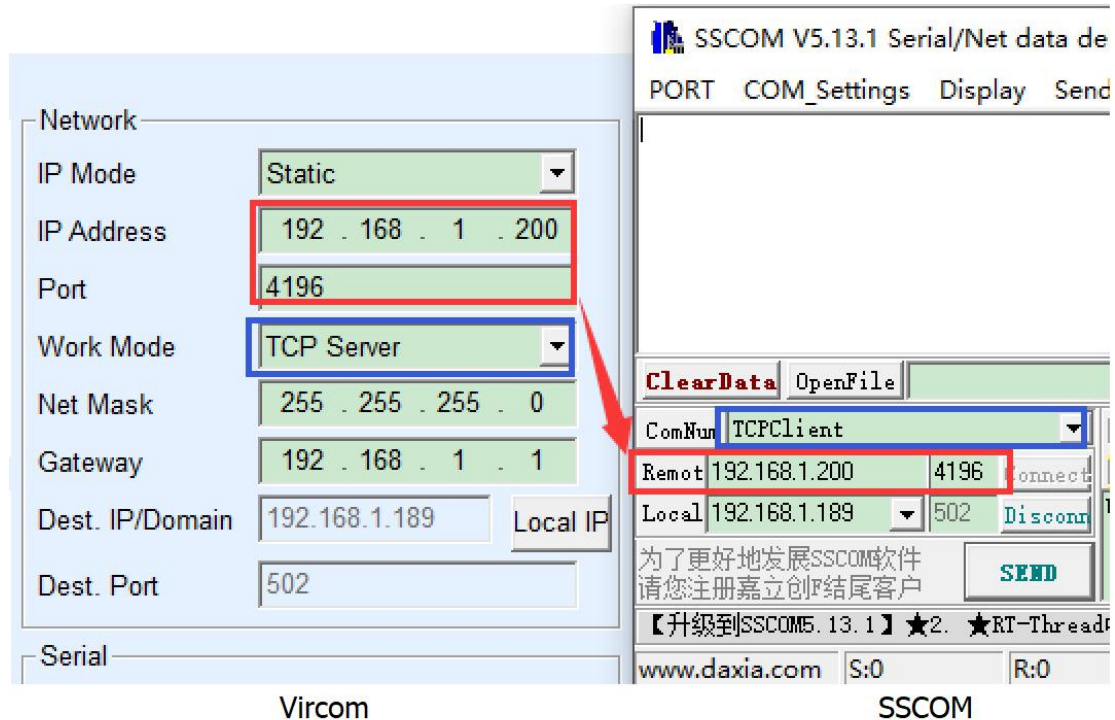 Network
IP Mode Static
IP Address 192 . 168 . 1 . 200
Port 4196
Work Mode TCP Server
Net Mask 255 . 255 . 255 . 0
Gateway 192 . 168 . 1 . 1
Dest. IP/Domain 192.168.1.189 Local IP
Dest. Port 502
Serial
Vircom
SSCOM V5.13.1 Serial/Net data de
PORT COM_Settings Display Send
ClearData OpenFile
ComNum TCPClient
Remot 192.168.1.200 4196 Connect
Local 192.168.1.189 502 Disconn
为了更好地发展SSCOM软件
请您注册嘉立创F结尾客户
SEND
【升级到SSCOM5.13.1】★2. ★RT-Thread
www.daxia.com S:0 R:0
SSCOM